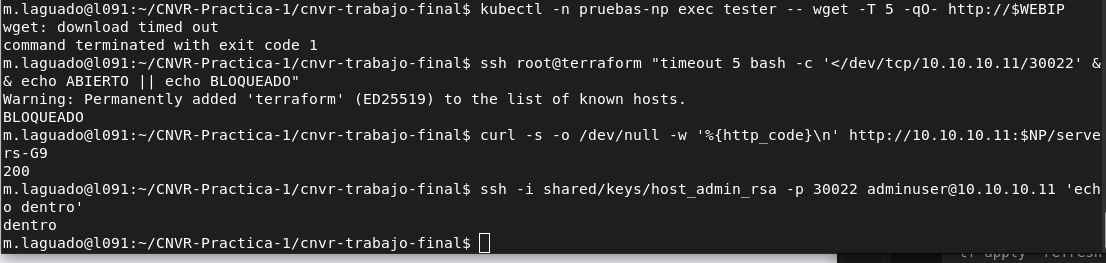 m.laguado@l091:~/CNVR-Practica-1/cnvr-trabajo-final$ kubectl -n pruebas-np exec tester -- wget -T 5 -qO- http://$WEBIP
wget: download timed out
command terminated with exit code 1
m.laguado@l091:~/CNVR-Practica-1/cnvr-trabajo-final$ ssh root@terraform "timeout 5 bash -c '</dev/tcp/10.10.10.11/30022' &
& echo ABIERTO || echo BLOQUEADO"
Warning: Permanently added 'terraform' (ED25519) to the list of known hosts.
BLOQUEADO
m.laguado@l091:~/CNVR-Practica-1/cnvr-trabajo-final$ curl -s -o /dev/null -w '%{http_code}\n' http://10.10.10.11:$NP/serve
rs-G9
200
m.laguado@l091:~/CNVR-Practica-1/cnvr-trabajo-final$ ssh -i shared/keys/host_admin_rsa -p 30022 adminuser@10.10.10.11 'ech
o dentro'
dentro
m.laguado@l091:~/CNVR-Practica-1/cnvr-trabajo-final$